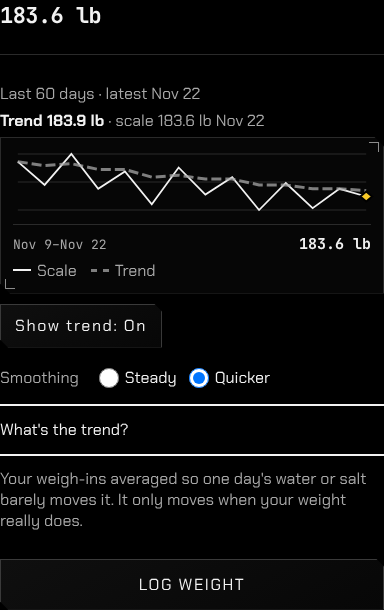 183.6 lb
Last 60 days · latest Nov 22
Trend 183.9 lb · scale 183.6 lb Nov 22
Nov 9–Nov 22 183.6 lb
Scale Trend
Show trend: On
Smoothing Steady Quicker
What's the trend?
Your weigh-ins averaged so one day's water or salt
barely moves it. It only moves when your weight
really does.
LOG WEIGHT